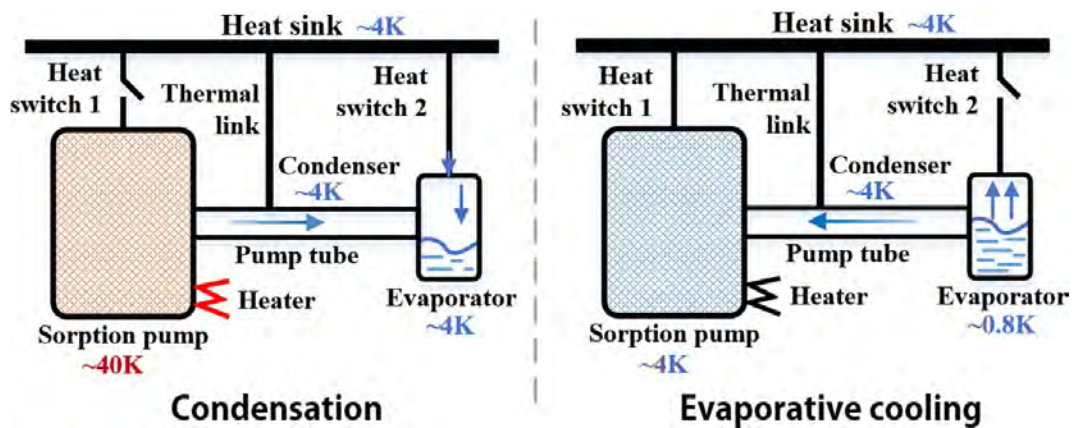 Heat sink ~4K
Heat
switch 1
Thermal
link
Heat
switch 2
Condenser
~4K
Pump tube
Heater
Evaporator
~4K
Sorption pump
~40K
Condensation
Heat sink ~4K
Heat
switch 1
Thermal
link
Heat
switch 2
Condenser
~4K
Pump tube
Heater
Evaporator
~0.8K
Sorption pump
~4K
Evaporative cooling